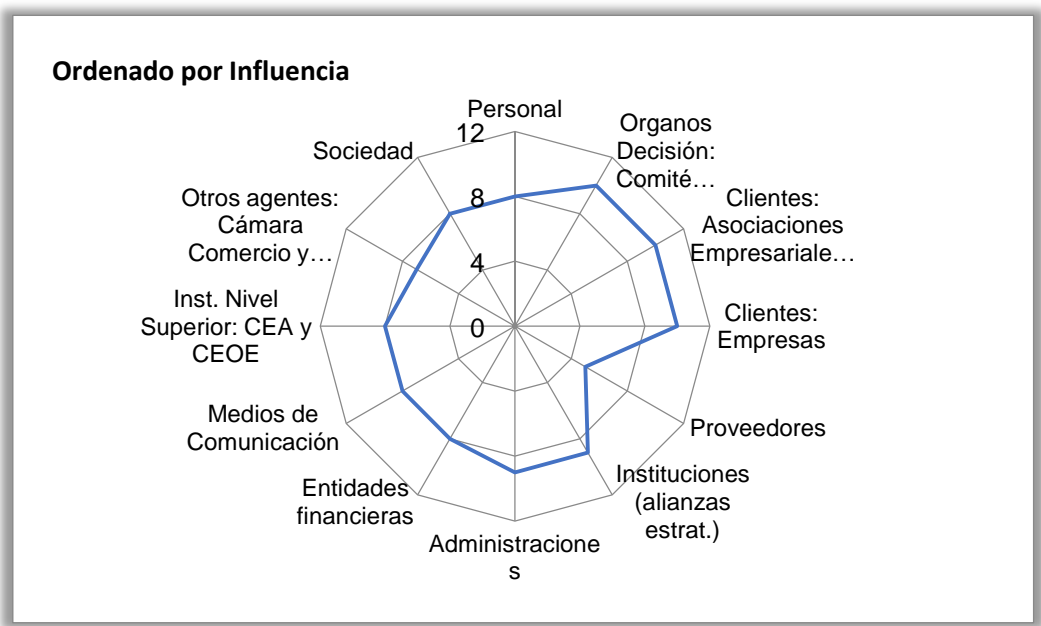 Ordenado por Influencia
Personal
Organos
Decisión:
Comité…
Clientes:
Asociaciones
Empresariale…
Clientes:
Empresas
Proveedores
Instituciones
(alianzas
estrat.)
Administracione
s
Entidades
financieras
Medios de
Comunicación
Inst. Nivel
Superior: CEA y
CEOE
Otros agentes:
Cámara
Comercio y…
Sociedad
12
8
4
0